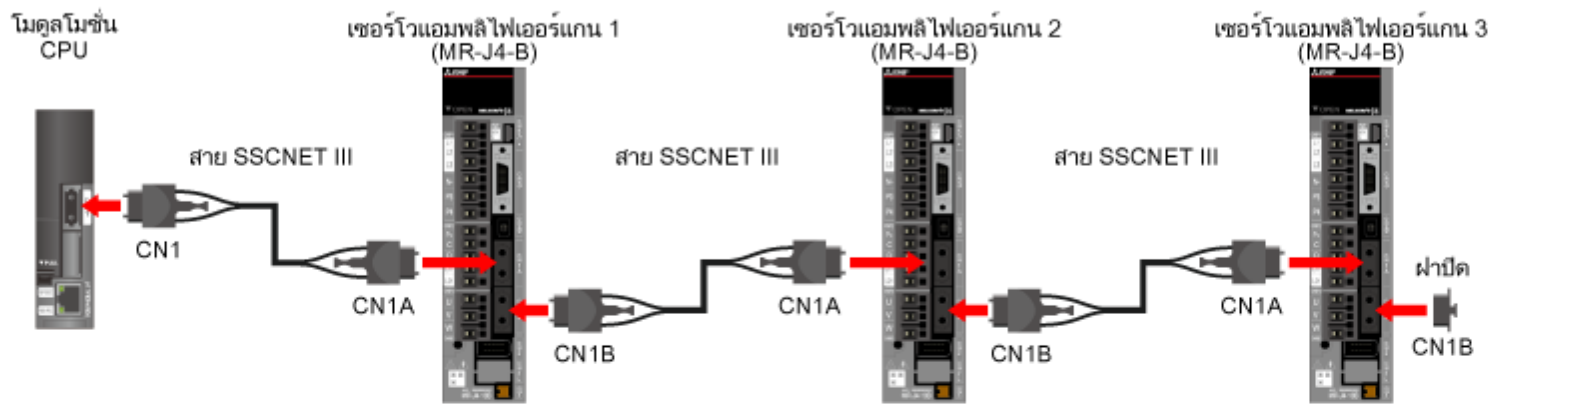 โมดูลโมชั่น
CPU
เซอร์โวแอมพลิไฟเออร์แกน 1
(MR-J4-B)
เซอร์โวแอมพลิไฟเออร์แกน 2
(MR-J4-B)
เซอร์โวแอมพลิไฟเออร์แกน 3
(MR-J4-B)
สาย SSCNET III
สาย SSCNET III
สาย SSCNET III
CN1
CN1A
CN1B
CN1A
CN1B
CN1A
ฝาปิด
CN1B